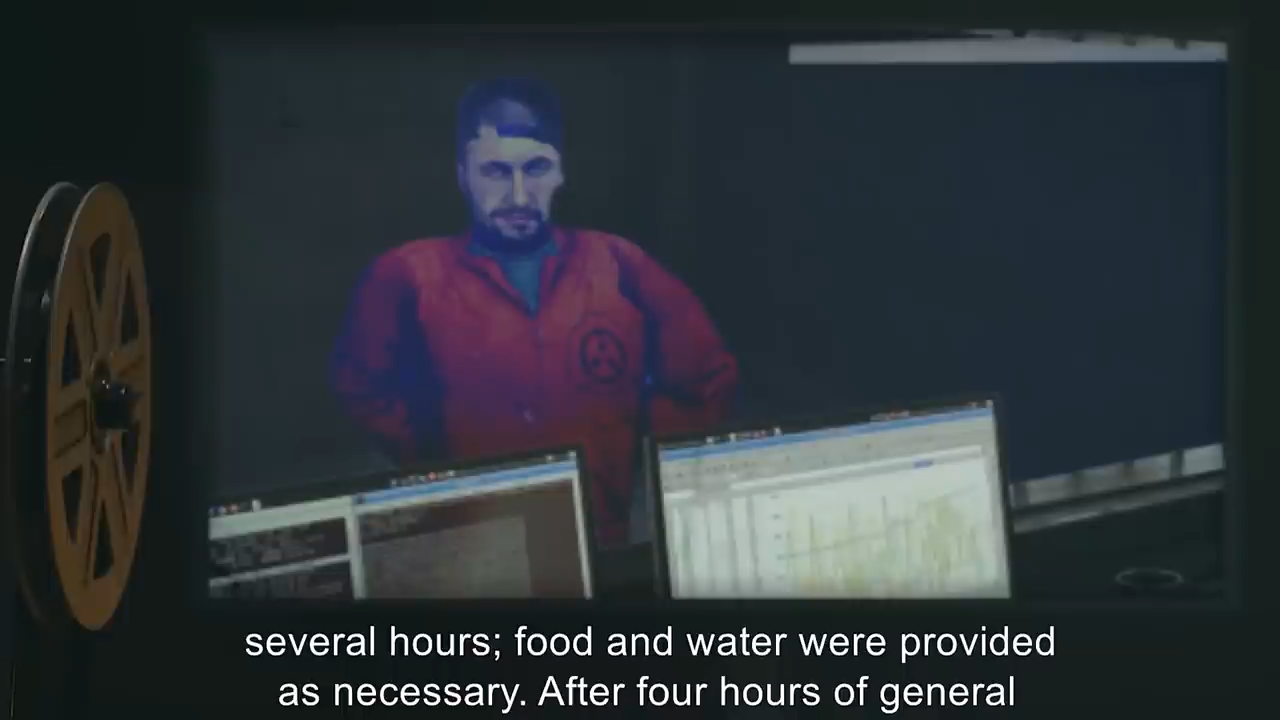 several hours; food and water were provided
as necessary. After four hours of general